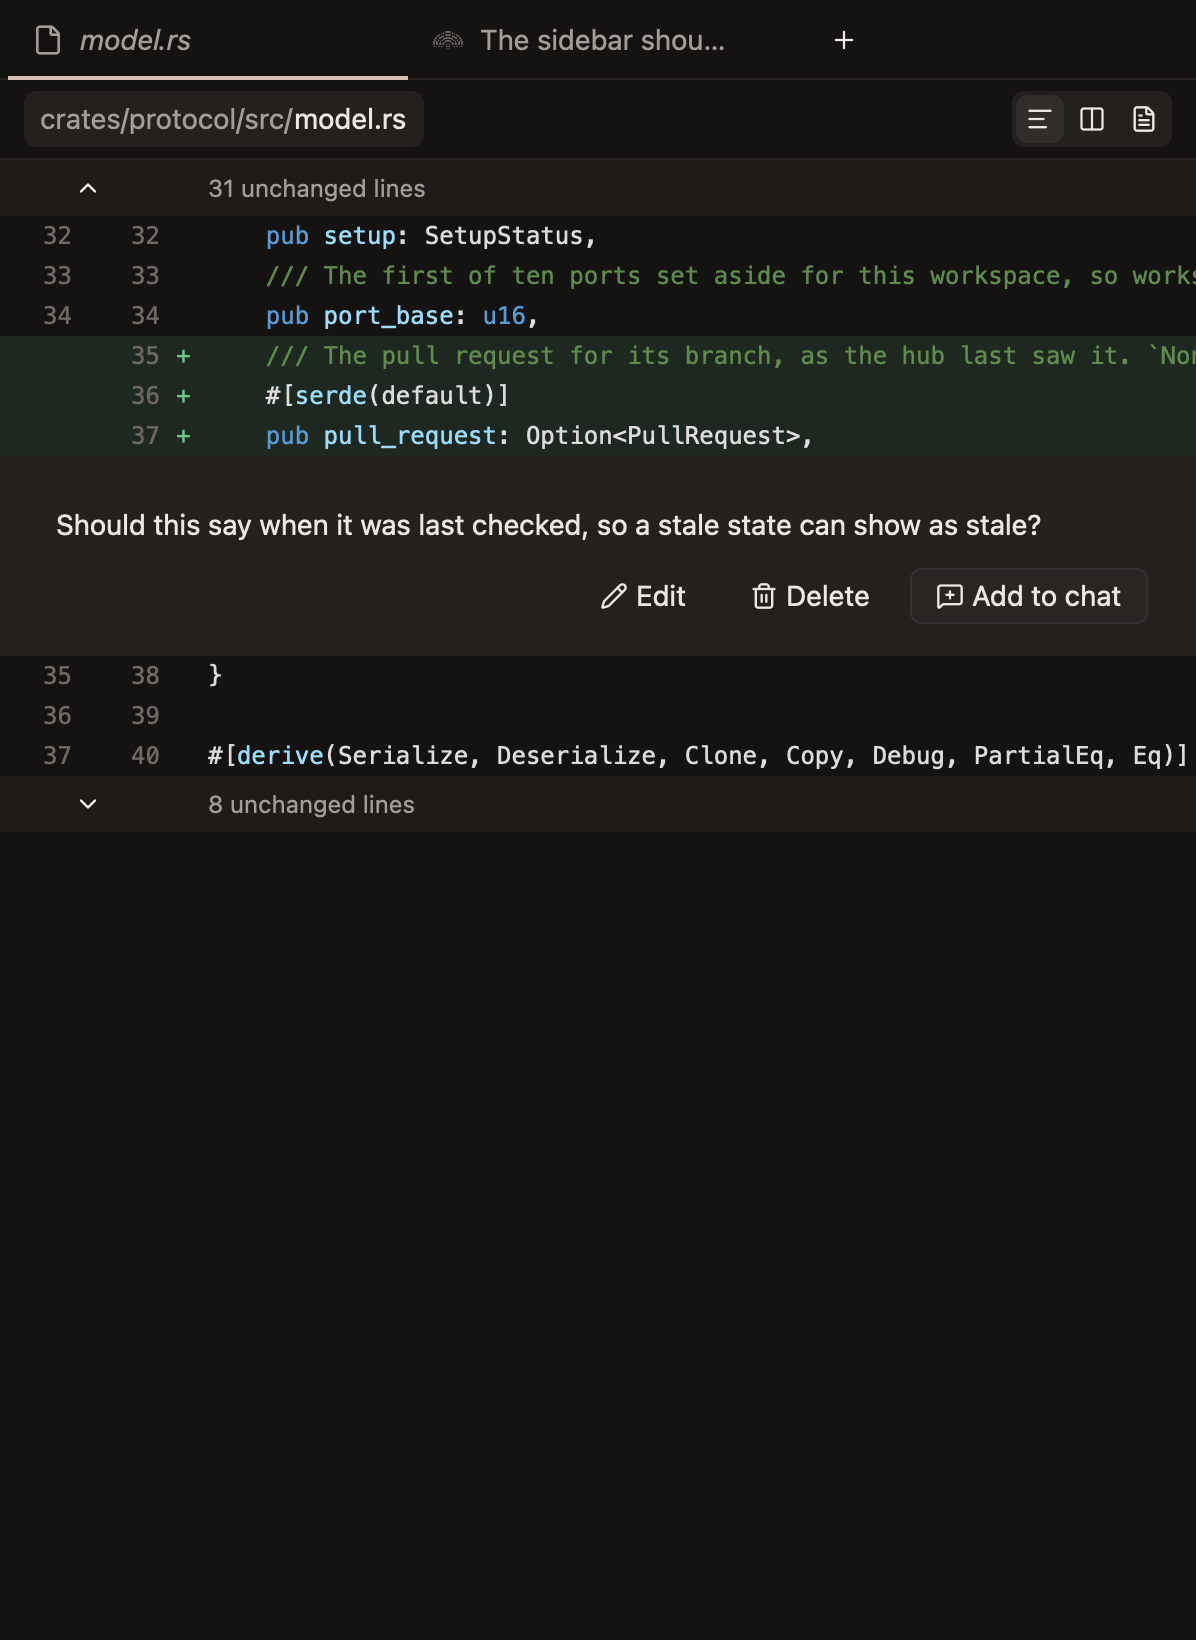 model.rs
The sidebar shou...
+
crates/protocol/src/model.rs
31 unchanged lines
32 32 pub setup: SetupStatus,
33 33 /// The first of ten ports set aside for this workspace, so works
34 34 pub port_base: u16,
35 + /// The pull request for its branch, as the hub last saw it. `Non
36 + #[serde(default)]
37 + pub pull_request: Option<PullRequest>,
Should this say when it was last checked, so a stale state can show as stale?
Edit
Delete
Add to chat
35 38 }
36 39
37 40 #[derive(Serialize, Deserialize, Clone, Copy, Debug, PartialEq, Eq)]
8 unchanged lines